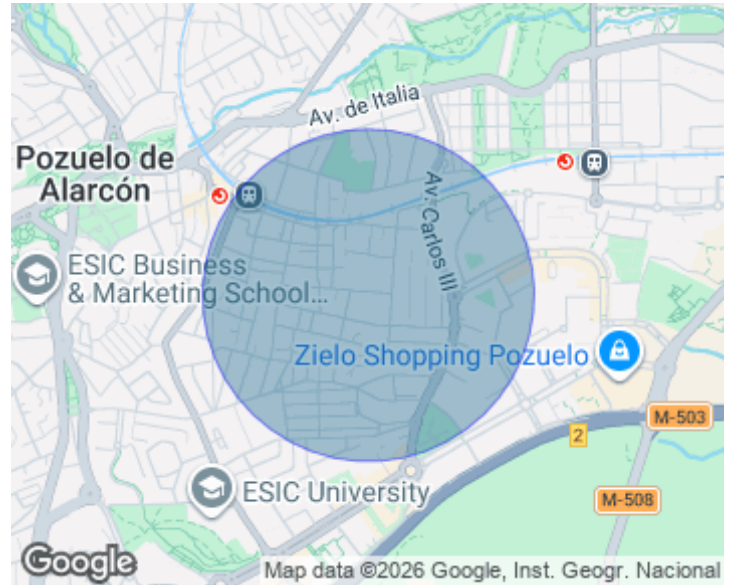 Av. de Italia
Pozuelo de
Alarcón
Av. Carlos III
ESIC Business
& Marketing School...
Zielo Shopping Pozuelo
M-503
2
ESIC University
M-508
Google
Map data ©2026 Google, Inst. Geogr. Nacional